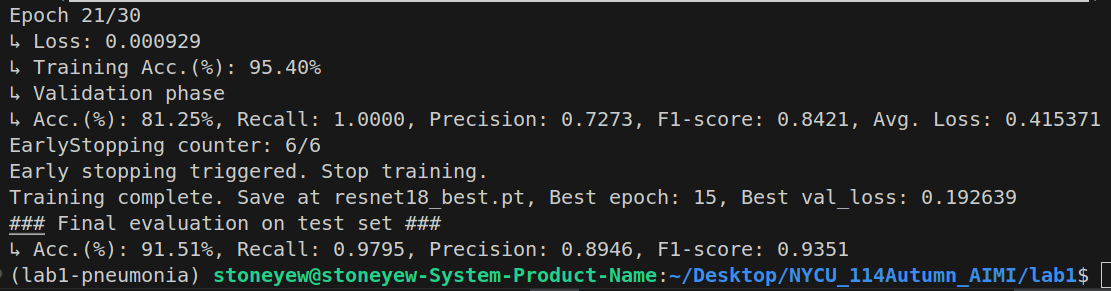 Epoch 21/30
↳ Loss: 0.000929
↳ Training Acc.(%): 95.40%
↳ Validation phase
↳ Acc.(%): 81.25%, Recall: 1.0000, Precision: 0.7273, F1-score: 0.8421, Avg. Loss: 0.415371
EarlyStopping counter: 6/6
Early stopping triggered. Stop training.
Training complete. Save at resnet18_best.pt, Best epoch: 15, Best val_loss: 0.192639
### Final evaluation on test set ###
↳ Acc.(%): 91.51%, Recall: 0.9795, Precision: 0.8946, F1-score: 0.9351
(lab1-pneumonia) stoneyew@stoneyew-System-Product-Name:~/Desktop/NYCU_114Autumn_AIMI/lab1$